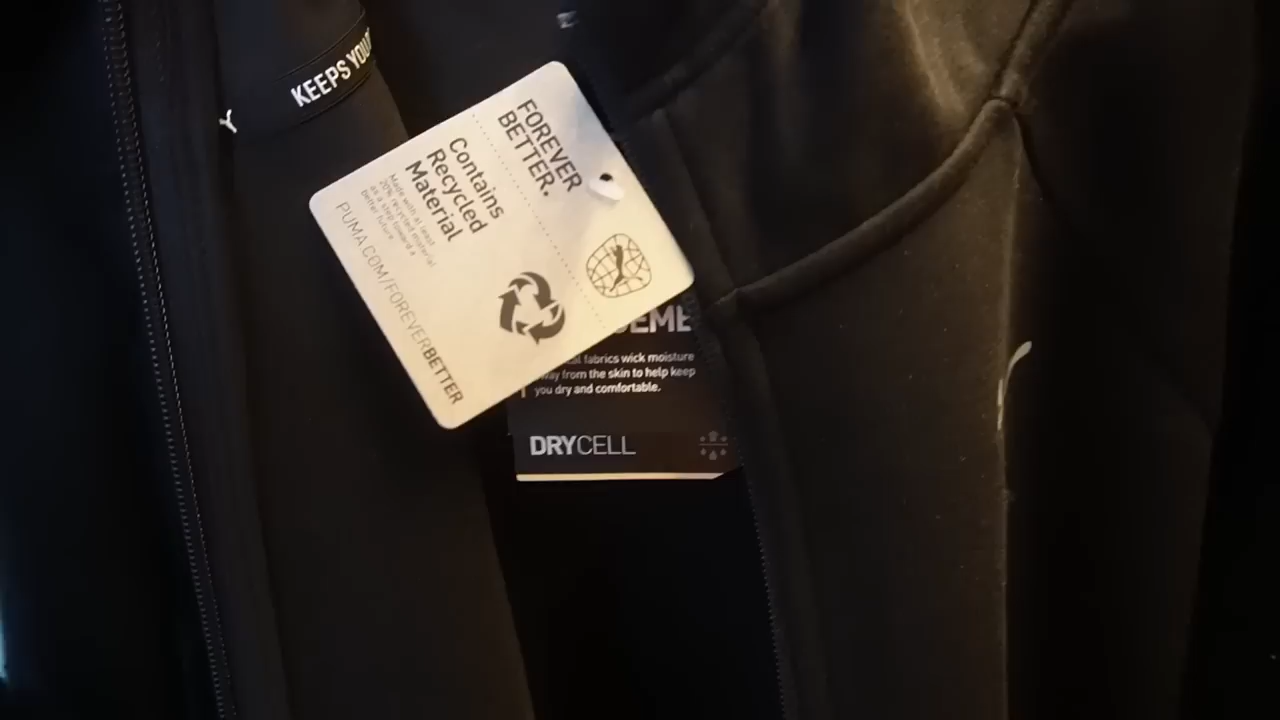 KEEPS YOU
FOREVER
BETTER.
Contains
Recycled
Material
Made with at least
20% recycled material
as a step toward a
better future
PUMA.COM/FOREVERBETTER
fabrics wick moisture
away from the skin to help keep
you dry and comfortable.
DRYCELL